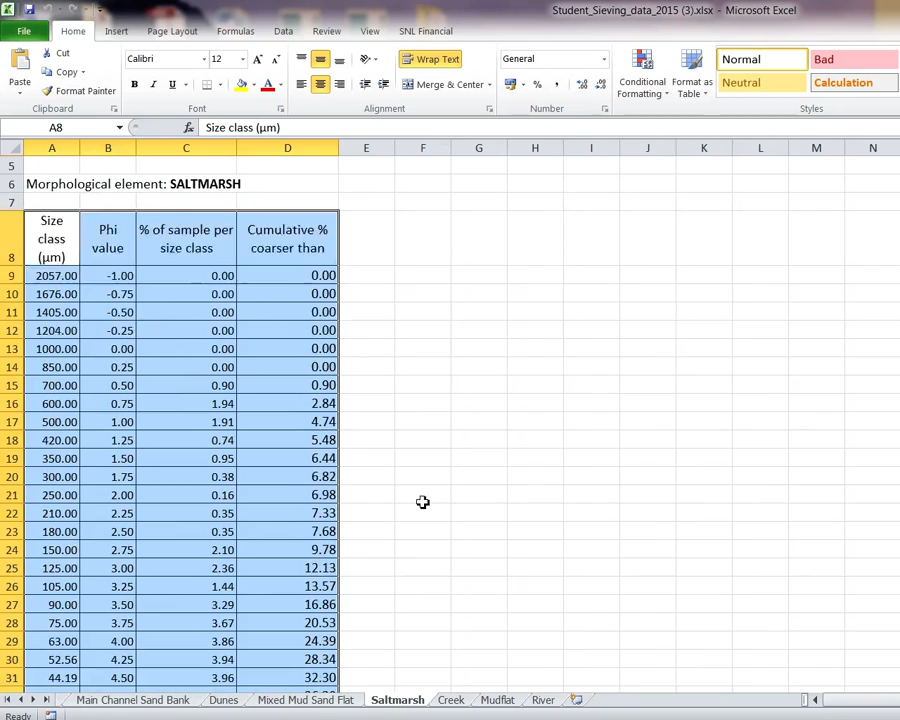 Student_Sieving_data_2015 (3).xlsx - Microsoft Excel
File Home Insert Page Layout Formulas Data Review View SNL Financial
Paste Cut Copy Format Painter
Calibri 12
B I U A
Wrap Text
Merge & Center
General
% ,
Conditional Formatting
Format as Table
Normal Bad
Neutral Calculation
Clipboard Font Alignment Number Styles
A8 fx Size class (µm)
A B C D E F G H I J K L M N
5
6 Morphological element: SALTMARSH
7
8 Size class (µm) Phi value % of sample per size class Cumulative % coarser than
9 2057.00 -1.00 0.00 0.00
10 1676.00 -0.75 0.00 0.00
11 1405.00 -0.50 0.00 0.00
12 1204.00 -0.25 0.00 0.00
13 1000.00 0.00 0.00 0.00
14 850.00 0.25 0.00 0.00
15 700.00 0.50 0.90 0.90
16 600.00 0.75 1.94 2.84
17 500.00 1.00 1.91 4.74
18 420.00 1.25 0.74 5.48
19 350.00 1.50 0.95 6.44
20 300.00 1.75 0.38 6.82
21 250.00 2.00 0.16 6.98
22 210.00 2.25 0.35 7.33
23 180.00 2.50 0.35 7.68
24 150.00 2.75 2.10 9.78
25 125.00 3.00 2.36 12.13
26 105.00 3.25 1.44 13.57
27 90.00 3.50 3.29 16.86
28 75.00 3.75 3.67 20.53
29 63.00 4.00 3.86 24.39
30 52.56 4.25 3.94 28.34
31 44.19 4.50 3.96 32.30
Main Channel Sand Bank Dunes Mixed Mud Sand Flat Saltmarsh Creek Mudflat River
Ready